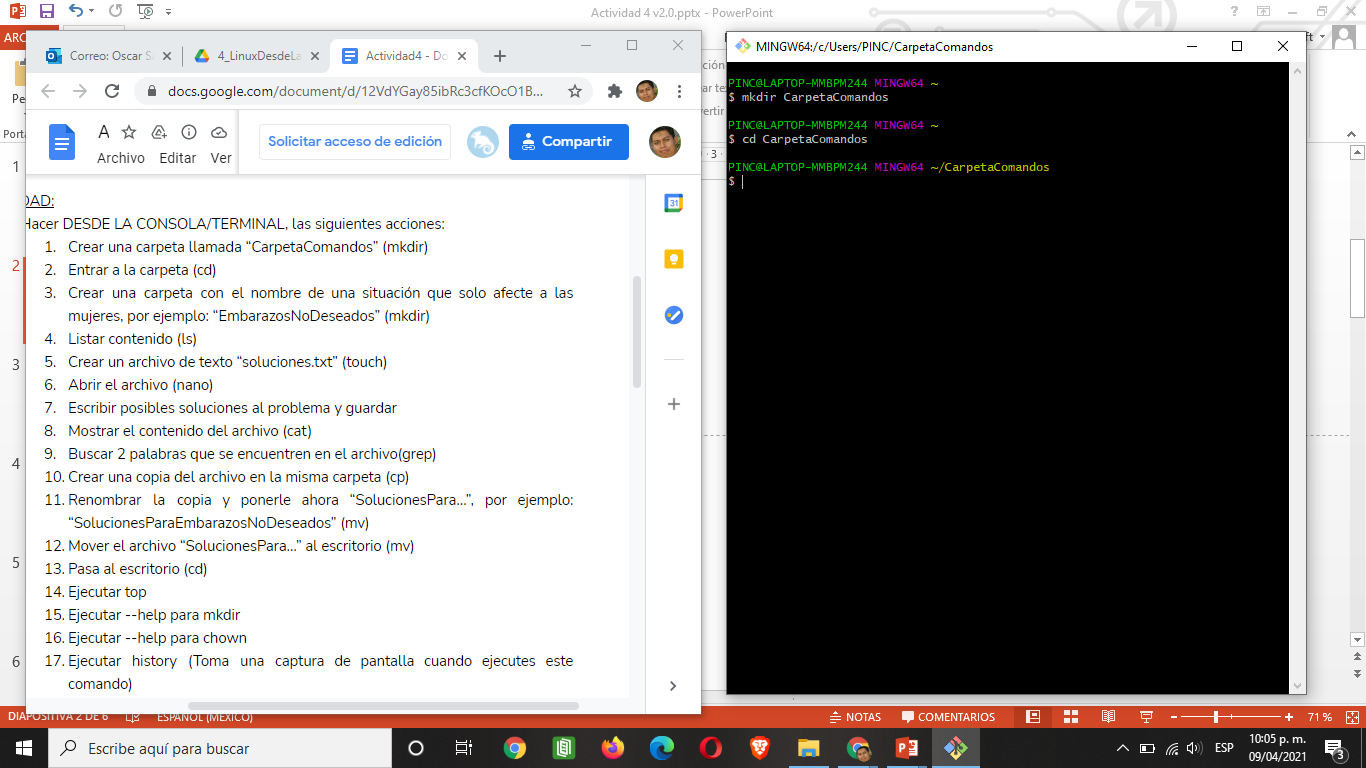 Actividad 4 v2.0.pptx - PowerPoint
Correo: Oscar S
4_LinuxDesdeLa
Actividad4 - Do
docs.google.com/document/d/12VdYGay85ibRc3cfKOcO1B...
A
Archivo Editar Ver
Solicitar acceso de edición
Compartir
DAD:
Hacer DESDE LA CONSOLA/TERMINAL, las siguientes acciones:
1. Crear una carpeta llamada “CarpetaComandos” (mkdir)
2. Entrar a la carpeta (cd)
3. Crear una carpeta con el nombre de una situación que solo afecte a las
mujeres, por ejemplo: “EmbarazosNoDeseados” (mkdir)
4. Listar contenido (ls)
5. Crear un archivo de texto “soluciones.txt” (touch)
6. Abrir el archivo (nano)
7. Escribir posibles soluciones al problema y guardar
8. Mostrar el contenido del archivo (cat)
9. Buscar 2 palabras que se encuentren en el archivo(grep)
10. Crear una copia del archivo en la misma carpeta (cp)
11. Renombrar la copia y ponerle ahora “SolucionesPara...”, por ejemplo:
“SolucionesParaEmbarazosNoDeseados” (mv)
12. Mover el archivo “SolucionesPara...” al escritorio (mv)
13. Pasa al escritorio (cd)
14. Ejecutar top
15. Ejecutar --help para mkdir
16. Ejecutar --help para chown
17. Ejecutar history (Toma una captura de pantalla cuando ejecutes este
comando)
31
MINGW64:/c/Users/PINC/CarpetaComandos
PINC@LAPTOP-MMBPM244 MINGW64 ~
$ mkdir CarpetaComandos
PINC@LAPTOP-MMBPM244 MINGW64 ~
$ cd CarpetaComandos
PINC@LAPTOP-MMBPM244 MINGW64 ~/CarpetaComandos
$
1
2
3
4
5
6
DIAPOSITIVA 2 DE 6
ESPAÑOL (MÉXICO)
NOTAS
COMENTARIOS
71 %
Escribe aquí para buscar
ESP
10:05 p. m.
09/04/2021
3